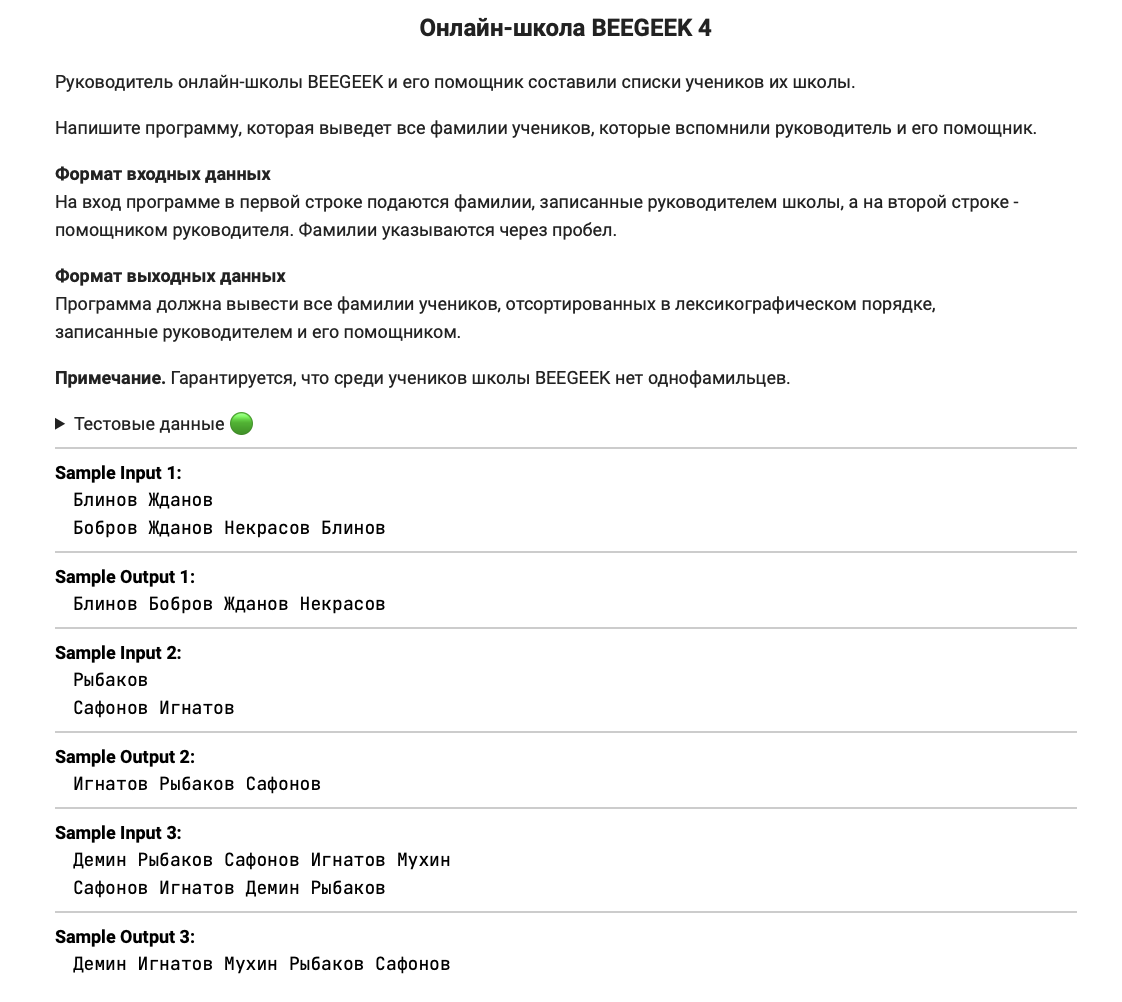 Онлайн-школа BEEGEEK 4
Руководитель онлайн-школы BEEGEEK и его помощник составили списки учеников их школы.
Напишите программу, которая выведет все фамилии учеников, которые вспомнили руководитель и его помощник.
Формат входных данных
На вход программе в первой строке подаются фамилии, записанные руководителем школы, а на второй строке -
помощником руководителя. Фамилии указываются через пробел.
Формат выходных данных
Программа должна вывести все фамилии учеников, отсортированных в лексикографическом порядке,
записанные руководителем и его помощником.
Примечание. Гарантируется, что среди учеников школы BEEGEEK нет однофамильцев.
Тестовые данные
Sample Input 1:
Блинов Жданов
Бобров Жданов Некрасов Блинов
Sample Output 1:
Блинов Бобров Жданов Некрасов
Sample Input 2:
Рыбаков
Сафонов Игнатов
Sample Output 2:
Игнатов Рыбаков Сафонов
Sample Input 3:
Демин Рыбаков Сафонов Игнатов Мухин
Сафонов Игнатов Демин Рыбаков
Sample Output 3:
Демин Игнатов Мухин Рыбаков Сафонов